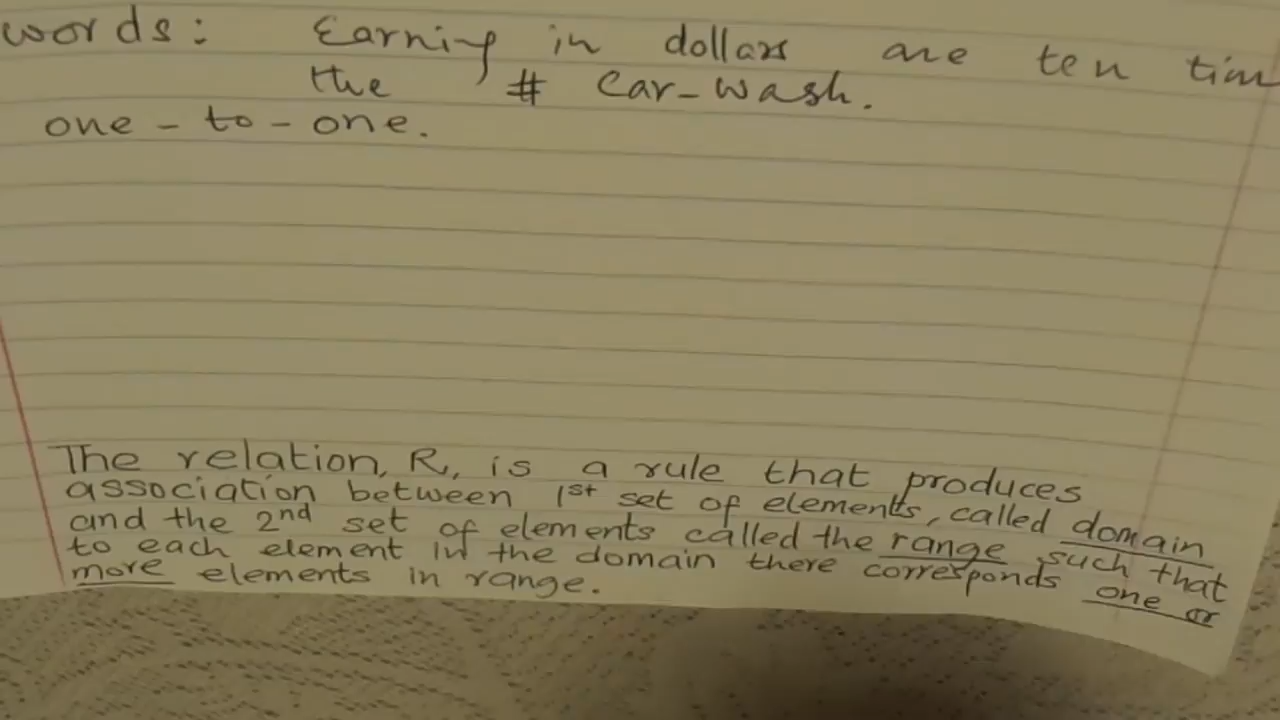 words: Earning in dollars are ten tim
the # Car-wash.
one-to-one.
The relation, R, is a rule that produces
association between 1st set of elements, called domain
and the 2nd set of elements called the range such that
to each element in the domain there corresponds one or
more elements in range.